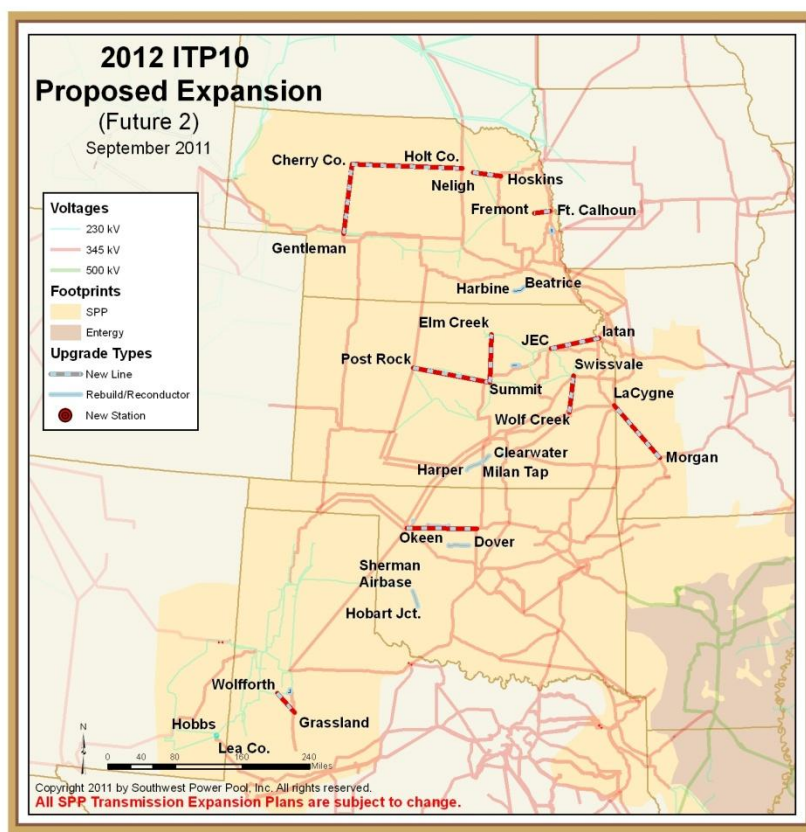 2012 ITP10
Proposed Expansion
(Future 2)
September 2011
Cherry Co.
Holt Co.
Neligh
Hoskins
Fremont
Ft. Calhoun
Gentleman
Voltages
230 kV
345 kV
500 kV
Footprints
SPP
Entergy
Upgrade Types
New Line
Rebuild/Reconductor
New Station
Harbine
Beatrice
Elm Creek
JEC
Iatan
Post Rock
Swissvale
Summit
LaCygne
Wolf Creek
Clearwater
Harper
Milan Tap
Morgan
Okeen
Dover
Sherman
Airbase
Hobart Jct.
Wolfforth
Grassland
Hobbs
Lea Co.
N
0 40 80 160 240
Miles
Copyright 2011 by Southwest Power Pool, Inc. All rights reserved.
All SPP Transmission Expansion Plans are subject to change.